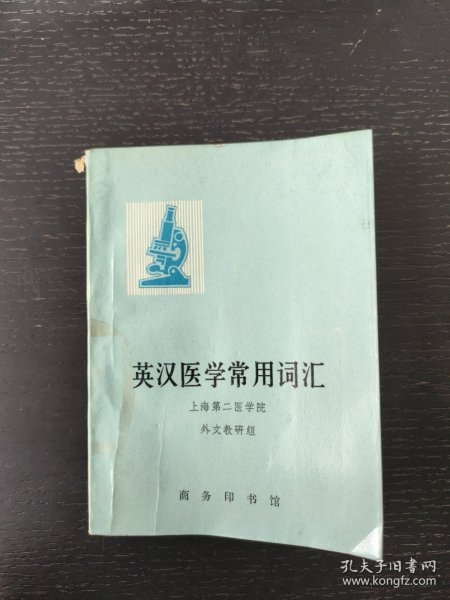 英汉医学常用词汇
上海第二医学院
外文教研组
商务印书馆
孔夫子旧书网
www.kongfz.com